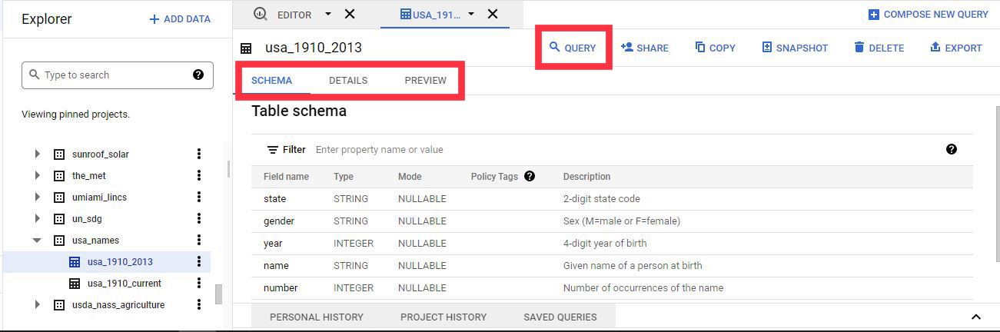 Explorer
+ ADD DATA
Type to search
Viewing pinned projects.
sunroof_solar
the_met
umiami_lincs
un_sdg
usa_names
usa_1910_2013
usa_1910_current
usda_nass_agriculture
EDITOR
USA_191...
COMPOSE NEW QUERY
usa_1910_2013
QUERY
SHARE
COPY
SNAPSHOT
DELETE
EXPORT
SCHEMA DETAILS PREVIEW
Table schema
Filter Enter property name or value
Field name Type Mode Policy Tags Description
state STRING NULLABLE 2-digit state code
gender STRING NULLABLE Sex (M=male or F=female)
year INTEGER NULLABLE 4-digit year of birth
name STRING NULLABLE Given name of a person at birth
number INTEGER NULLABLE Number of occurrences of the name
PERSONAL HISTORY PROJECT HISTORY SAVED QUERIES